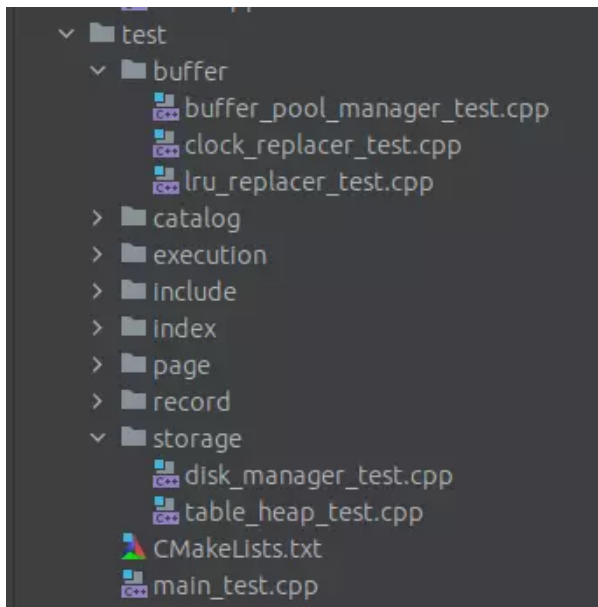 test
buffer
buffer_pool_manager_test.cpp
clock_replacer_test.cpp
lru_replacer_test.cpp
catalog
execution
include
index
page
record
storage
disk_manager_test.cpp
table_heap_test.cpp
CMakeLists.txt
main_test.cpp